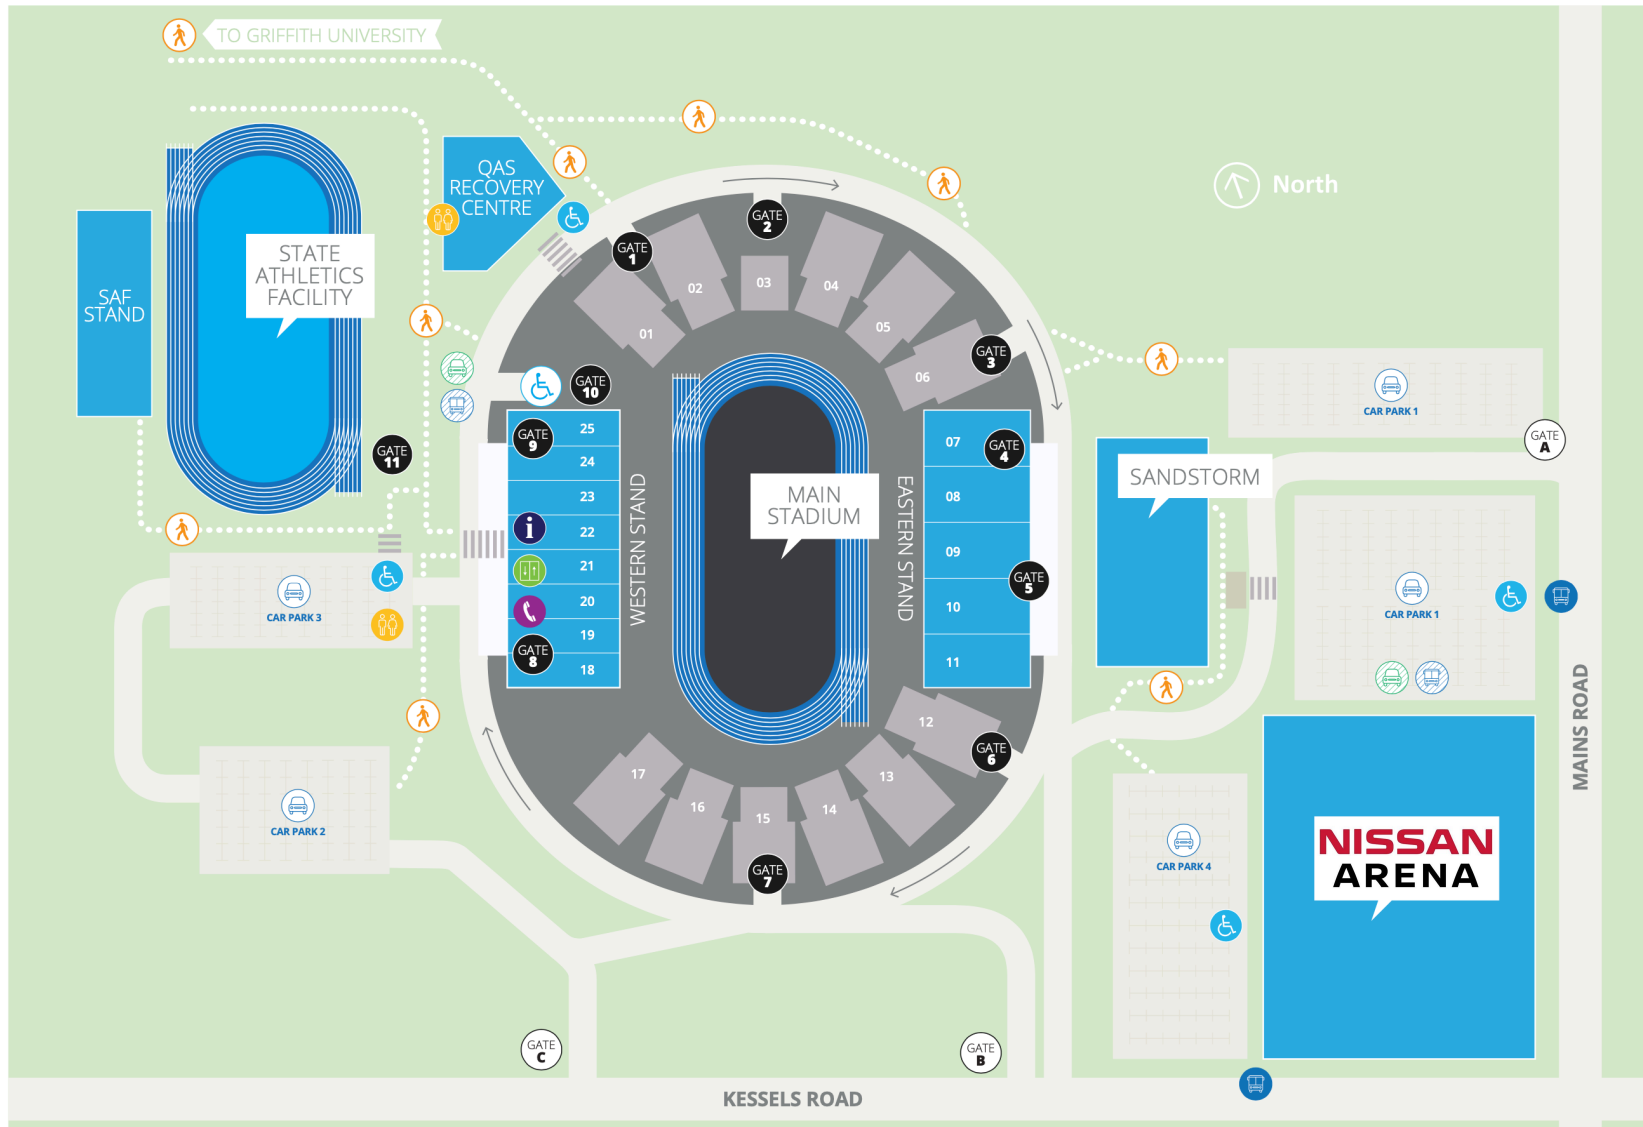 TO GRIFFITH UNIVERSITY
QAS
RECOVERY
CENTRE
North
STATE
ATHLETICS
FACILITY
SAF
STAND
GATE
1
GATE
2
GATE
3
GATE
10
GATE
9
GATE
11
GATE
8
GATE
4
GATE
5
GATE
6
GATE
7
01
02
03
04
05
06
07
08
09
10
11
12
13
14
15
16
17
18
19
20
21
22
23
24
25
i
WESTERN STAND
EASTERN STAND
MAIN
STADIUM
SANDSTORM
CAR PARK 1
GATE
A
CAR PARK 1
CAR PARK 3
CAR PARK 2
CAR PARK 4
NISSAN
ARENA
MAINS ROAD
GATE
C
GATE
B
KESSELS ROAD